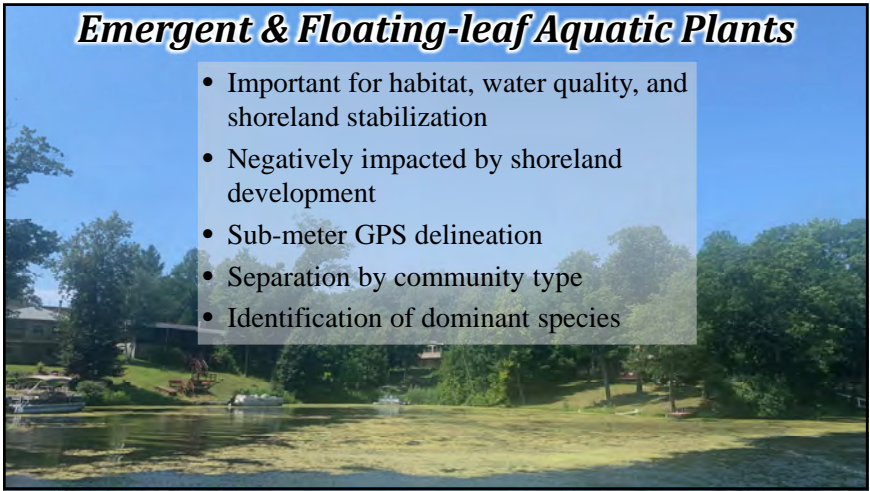 Emergent & Floating-leaf Aquatic Plants
• Important for habitat, water quality, and
shoreland stabilization
• Negatively impacted by shoreland
development
• Sub-meter GPS delineation
• Separation by community type
• Identification of dominant species